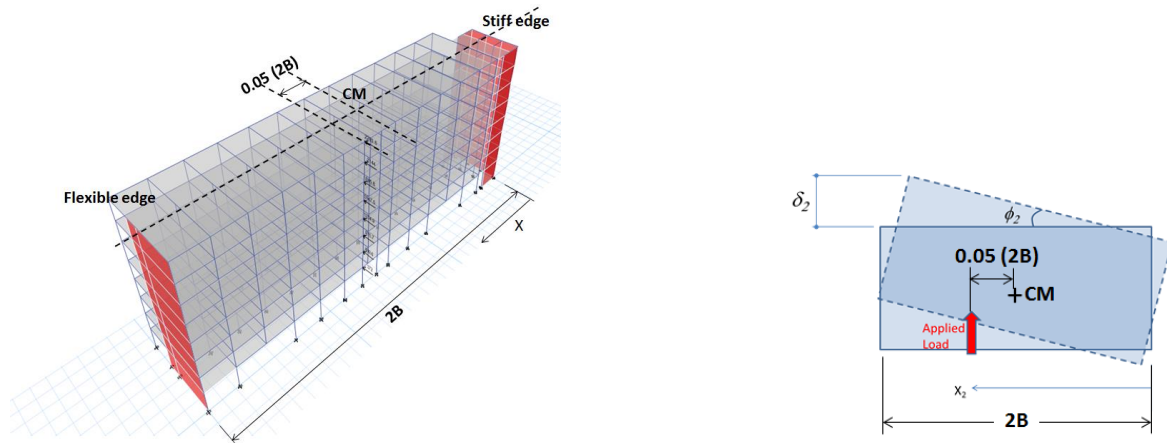 Stiff edge
0.05 (2B)
CM
Flexible edge
X
2B
δ₂
ϕ₂
0.05 (2B)
CM
Applied
Load
X₂
2B